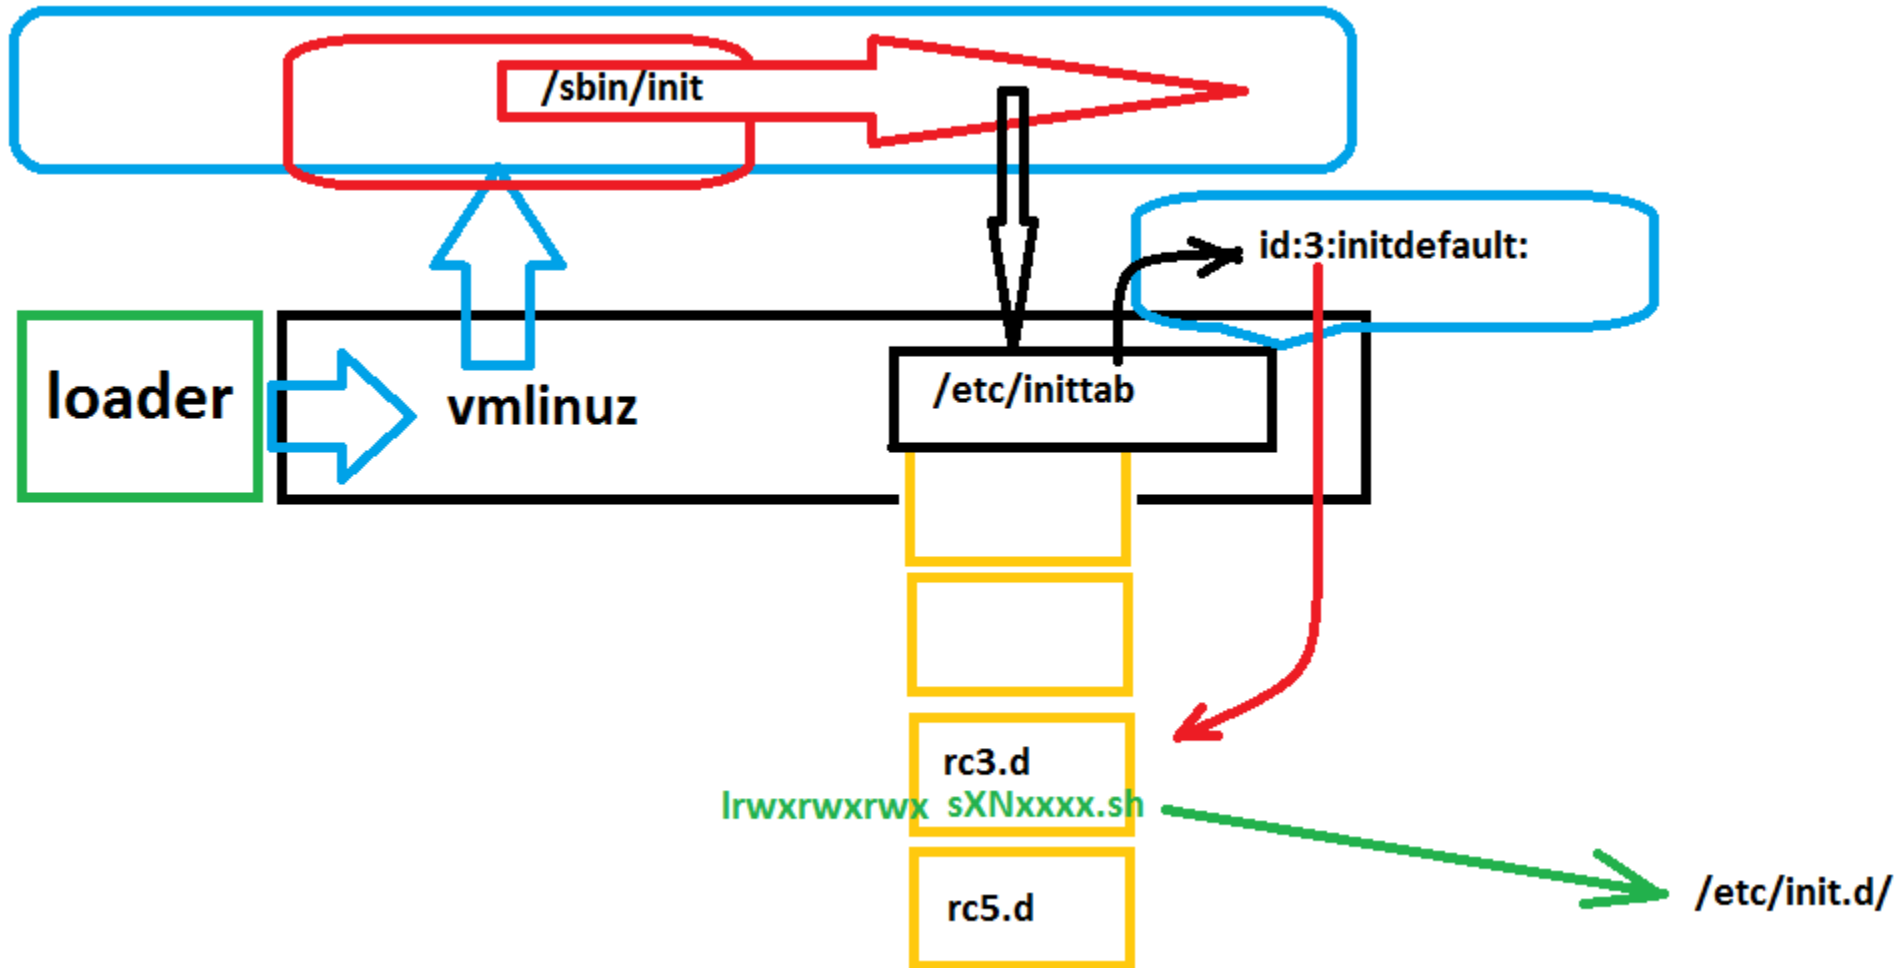 /sbin/init
id:3:initdefault:
loader
vmlinuz
/etc/inittab
rc3.d
lrwxrwxrwx sXNxxxx.sh
/etc/init.d/
rc5.d